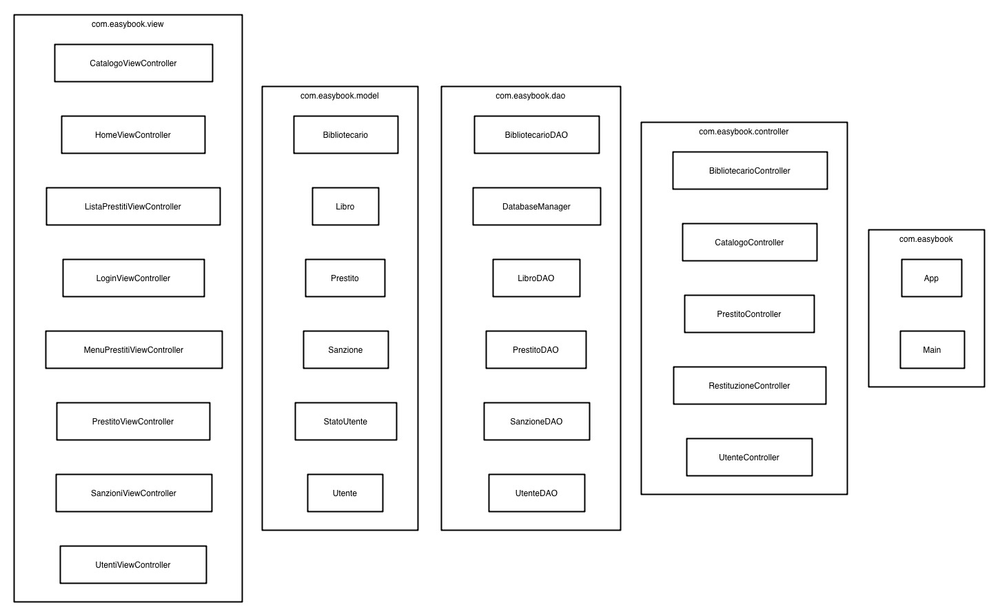 com.easybook.view
CatalogoViewController
HomeViewController
ListaPrestitiViewController
LoginViewController
MenuPrestitiViewController
PrestitoViewController
SanzioniViewController
UtentiViewController
com.easybook.model
Bibliotecario
Libro
Prestito
Sanzione
StatoUtente
Utente
com.easybook.dao
BibliotecarioDAO
DatabaseManager
LibroDAO
PrestitoDAO
SanzioneDAO
UtenteDAO
com.easybook.controller
BibliotecarioController
CatalogoController
PrestitoController
RestituzioneController
UtenteController
com.easybook
App
Main